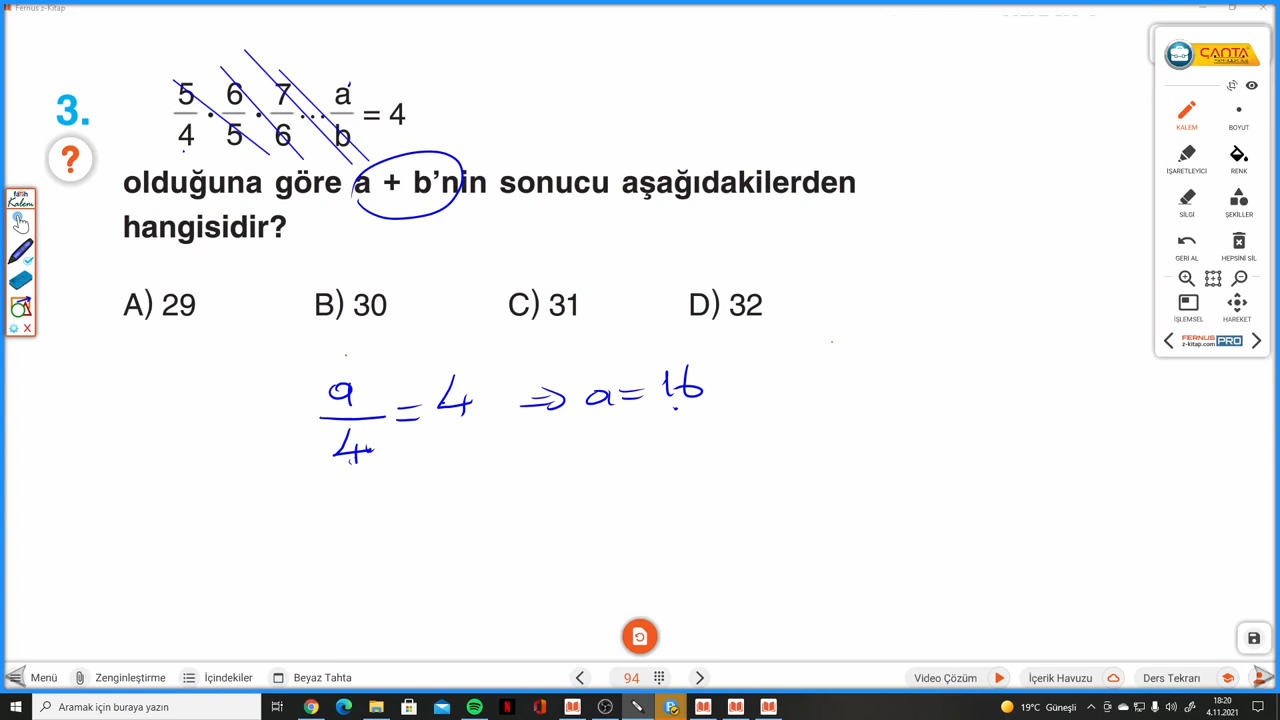 Fernus z-Kitap
3.
5/4 · 6/5 · 7/6 ... a/b = 4
olduğuna göre a + b’nin sonucu aşağıdakilerden
hangisidir?
A) 29 B) 30 C) 31 D) 32
a/4 = 4 ⇒ a = 16
fatih
Kalem
ÇANTA
KALEM BOYUT
İŞARETLEYİCİ RENK
SİLGİ ŞEKİLLER
GERİ AL HEPSİNİ SİL
İŞLEMSEL HAREKET
FERNUS
z-kitap.com PRO
Menü Zenginleştirme İçindekiler Beyaz Tahta 94 Video Çözüm İçerik Havuzu Ders Tekrarı
Aramak için buraya yazın 19°C Güneşli 18:20
4.11.2021